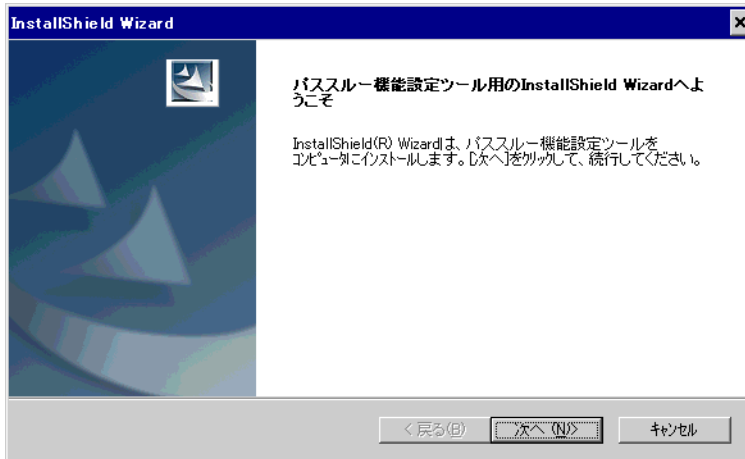 InstallShield Wizard
パススルー機能設定ツール用のInstallShield Wizardへよ
うこそ
InstallShield(R) Wizardは、パススルー機能設定ツールを
コンピュータにインストールします。[次へ]をクリックして、続行してください。
< 戻る(B)
次へ (N)>
キャンセル